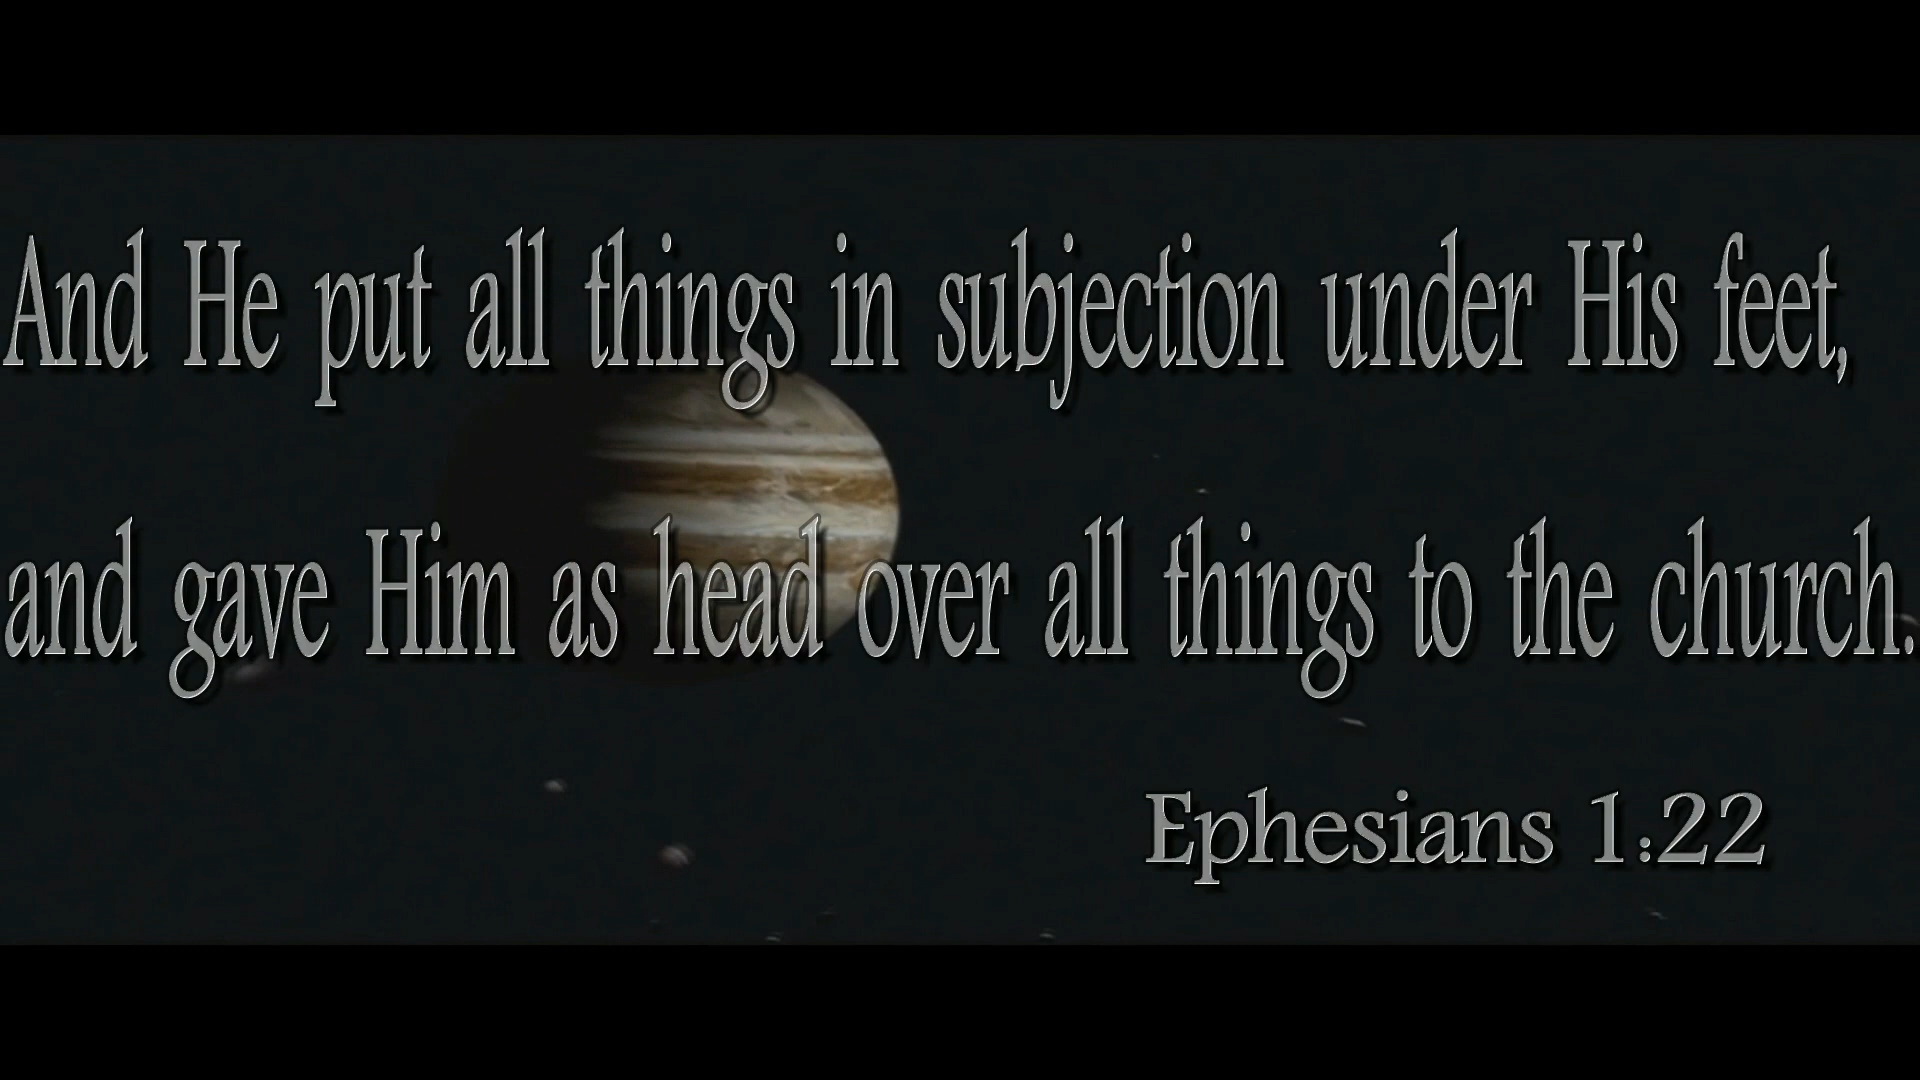 And He put all things in subjection under His feet,
and gave Him as head over all things to the church.
Ephesians 1:22